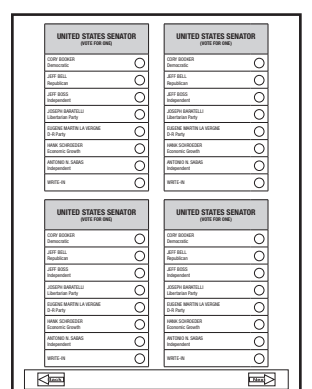 UNITED STATES SENATOR
(VOTE FOR ONE)
CORY BOOKER
Democratic
JEFF BELL
Republican
JEFF BOSS
Independent
JOSEPH BARATELLI
Libertarian Party
EUGENE MARTIN LA VERGNE
D-R Party
HANK SCHROEDER
Economic Growth
ANTONIO N. SABAS
Independent
WRITE-IN
UNITED STATES SENATOR
(VOTE FOR ONE)
CORY BOOKER
Democratic
JEFF BELL
Republican
JEFF BOSS
Independent
JOSEPH BARATELLI
Libertarian Party
EUGENE MARTIN LA VERGNE
D-R Party
HANK SCHROEDER
Economic Growth
ANTONIO N. SABAS
Independent
WRITE-IN
UNITED STATES SENATOR
(VOTE FOR ONE)
CORY BOOKER
Democratic
JEFF BELL
Republican
JEFF BOSS
Independent
JOSEPH BARATELLI
Libertarian Party
EUGENE MARTIN LA VERGNE
D-R Party
HANK SCHROEDER
Economic Growth
ANTONIO N. SABAS
Independent
WRITE-IN
UNITED STATES SENATOR
(VOTE FOR ONE)
CORY BOOKER
Democratic
JEFF BELL
Republican
JEFF BOSS
Independent
JOSEPH BARATELLI
Libertarian Party
EUGENE MARTIN LA VERGNE
D-R Party
HANK SCHROEDER
Economic Growth
ANTONIO N. SABAS
Independent
WRITE-IN
Back
Next